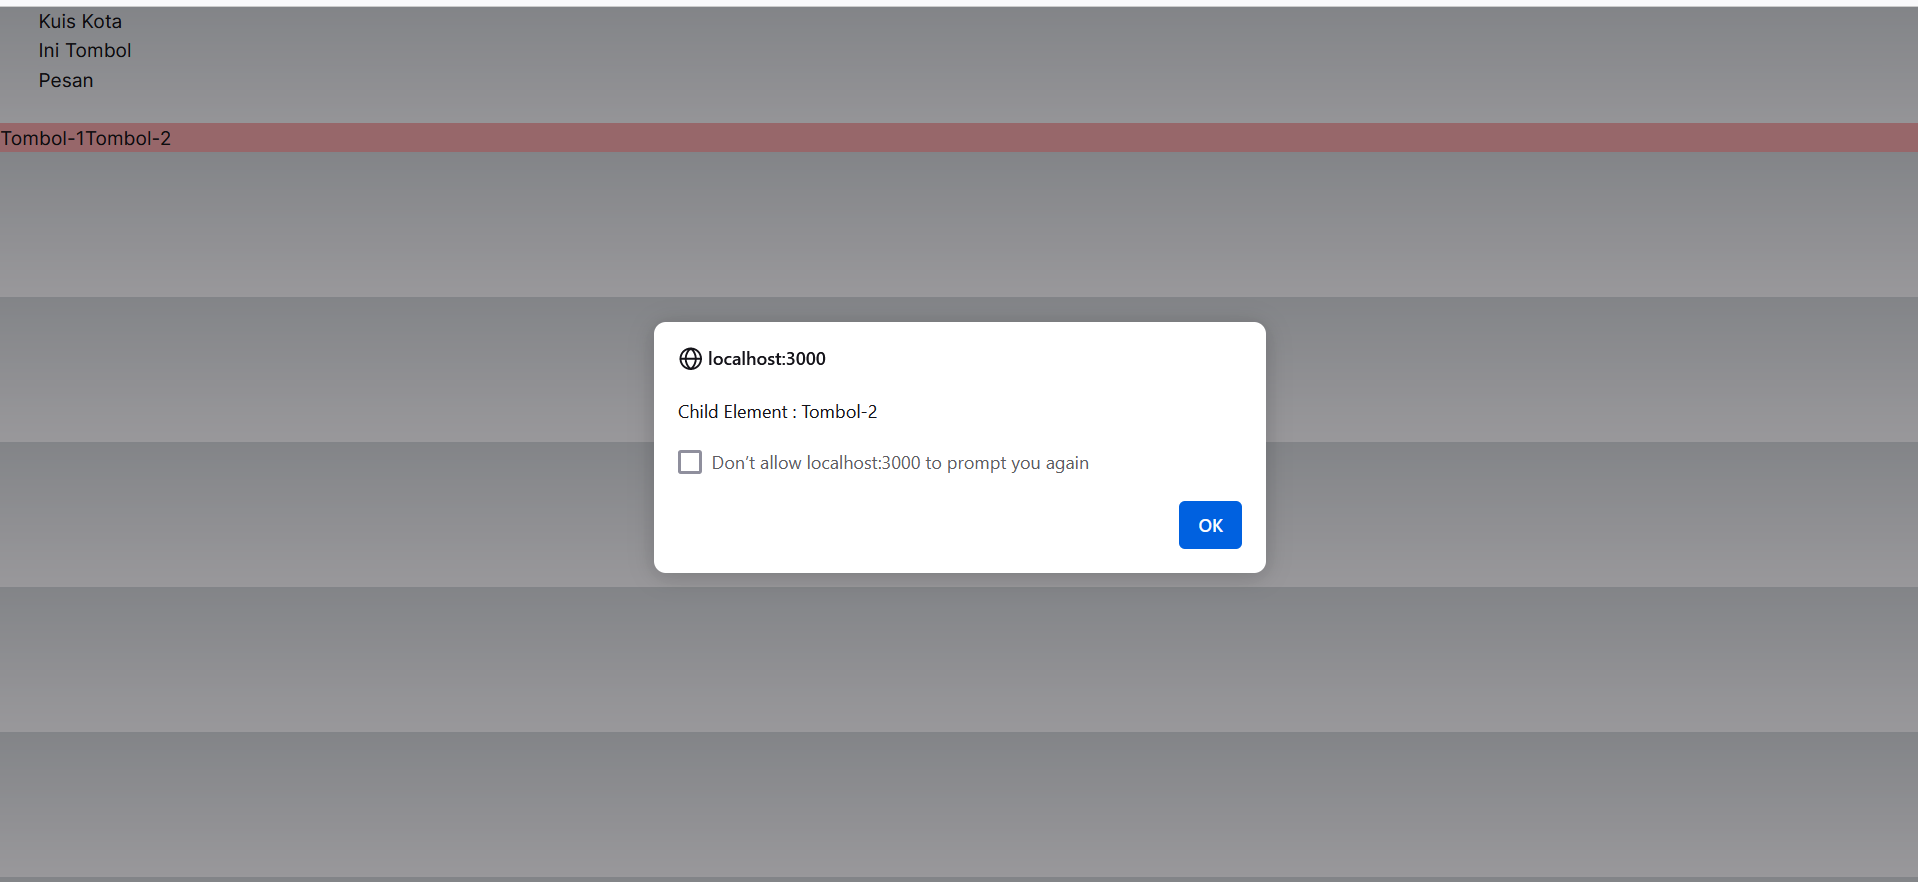 Kuis Kota
Ini Tombol
Pesan
Tombol-1Tombol-2
localhost:3000
Child Element : Tombol-2
Don’t allow localhost:3000 to prompt you again
OK